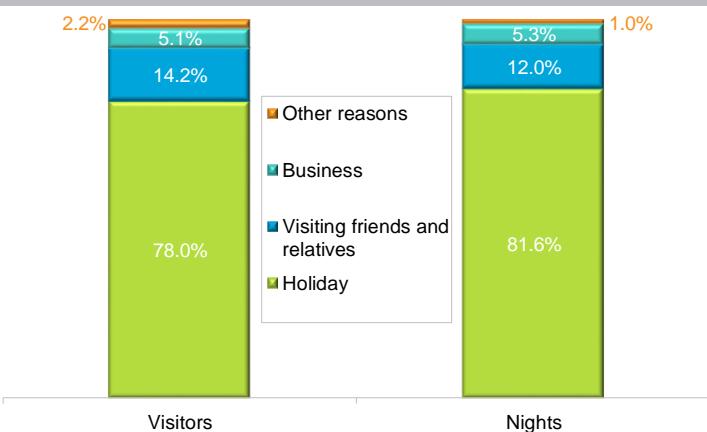 2.2%
5.1%
14.2%
78.0%
Other reasons
Business
Visiting friends and
relatives
Holiday
1.0%
5.3%
12.0%
81.6%
Visitors
Nights